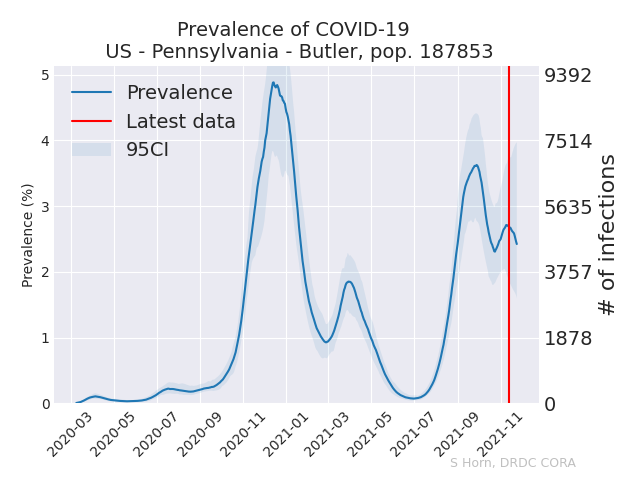 Prevalence of COVID-19
US - Pennsylvania - Butler, pop. 187853
Prevalence
Latest data
95CI
5
4
3
2
1
0
Prevalence (%)
9392
7514
5635
3757
1878
0
# of infections
2020-03
2020-05
2020-07
2020-09
2020-11
2021-01
2021-03
2021-05
2021-07
2021-09
2021-11
S Horn, DRDC CORA